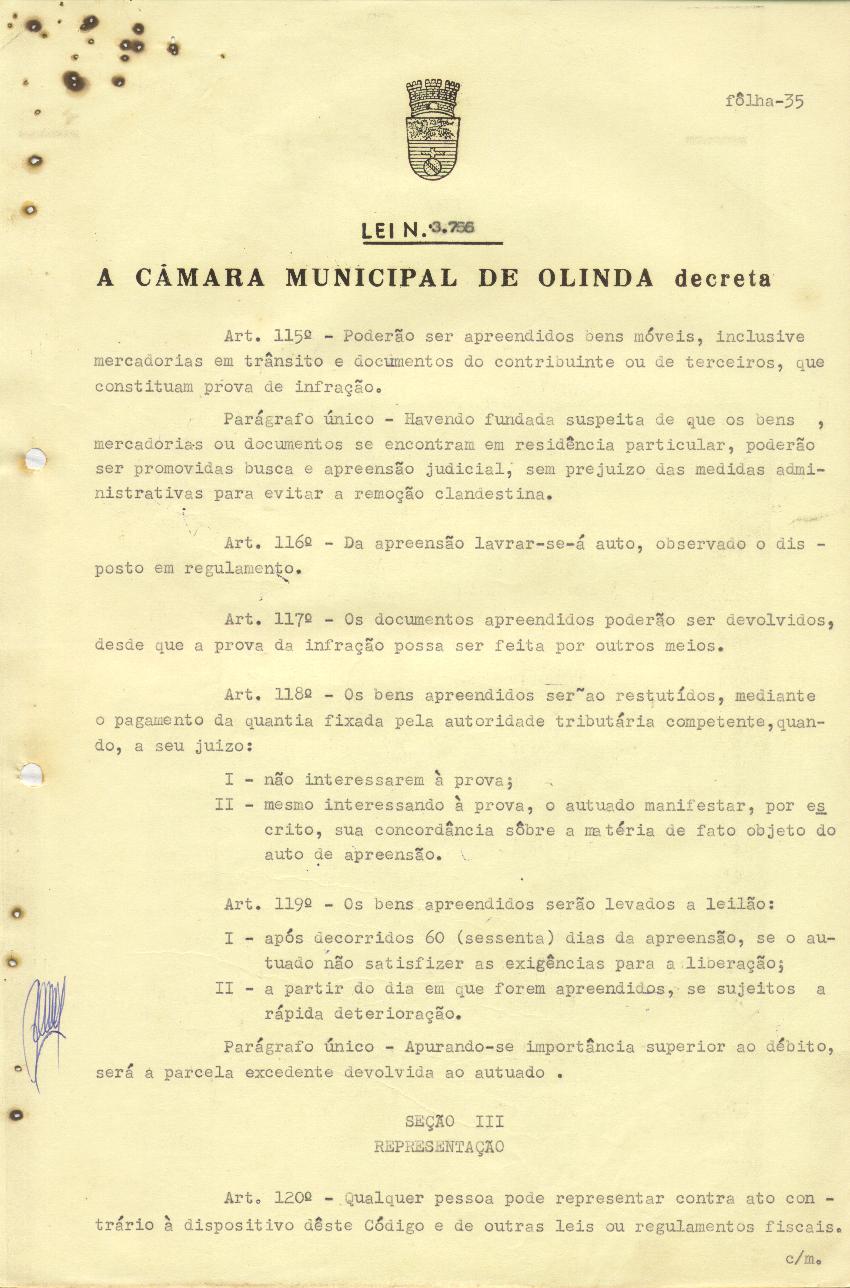 fôlha-35
LEI N. 3.756
A CÂMARA MUNICIPAL DE OLINDA decreta
Art. 115º - Poderão ser apreendidos bens móveis, inclusive
mercadorias em trânsito e documentos do contribuinte ou de terceiros, que
constituam prova de infração.
Parágrafo único - Havendo fundada suspeita de que os bens ,
mercadorias ou documentos se encontram em residência particular, poderão
ser promovidas busca e apreensão judicial, sem prejuizo das medidas admi-
nistrativas para evitar a remoção clandestina.
Art. 116º - Da apreensão lavrar-se-á auto, observado o dis -
posto em regulamento.
Art. 117º - Os documentos apreendidos poderão ser devolvidos,
desde que a prova da infração possa ser feita por outros meios.
Art. 118º - Os bens apreendidos ser~ao restutídos, mediante
o pagamento da quantia fixada pela autoridade tributária competente,quan-
do, a seu juizo:
I - não interessarem à prova;
II - mesmo interessando à prova, o autuado manifestar, por es
crito, sua concordância sôbre a matéria de fato objeto do
auto de apreensão.
Art. 119º - Os bens apreendidos serão levados a leilão:
I - após decorridos 60 (sessenta) dias da apreensão, se o au-
tuado não satisfizer as exigências para a liberação;
II - a partir do dia em que forem apreendidos, se sujeitos a
rápida deterioração.
Parágrafo único - Apurando-se importância superior ao débito,
será a parcela excedente devolvida ao autuado .
SEÇÃO III
REPRESENTAÇÃO
Art. 120º - Qualquer pessoa pode representar contra ato con -
trário à dispositivo dêste Código e de outras leis ou regulamentos fiscais.
c/m.